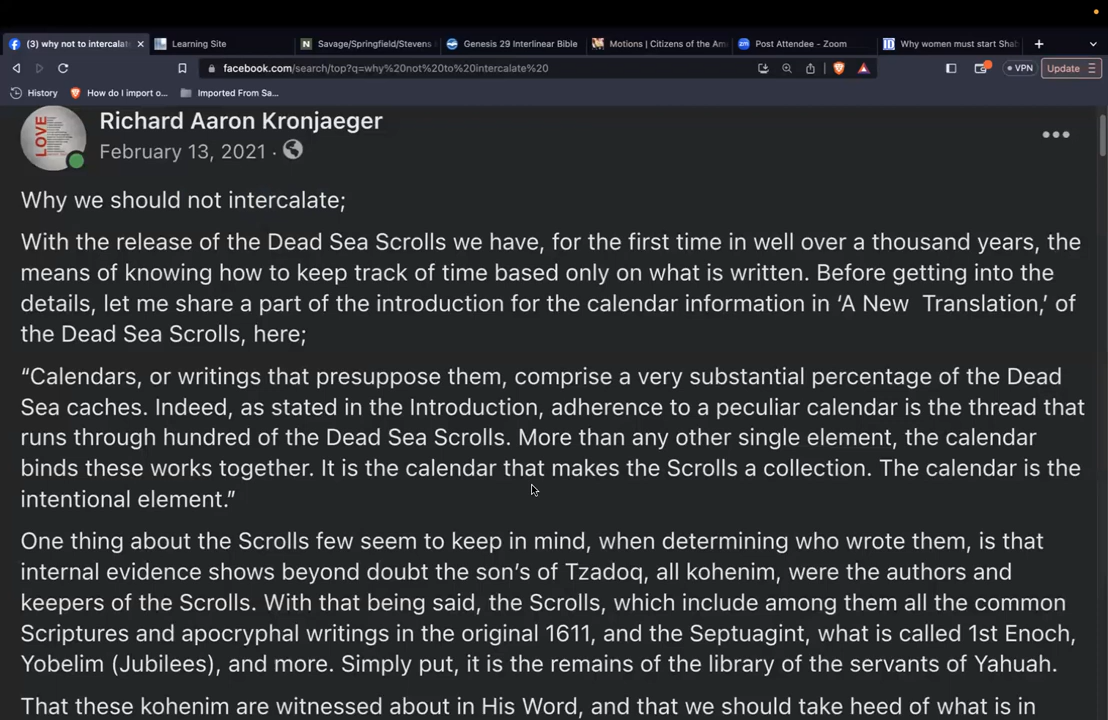 (3) why not to intercalat
Learning Site
Savage/Springfield/Stevens
Genesis 29 Interlinear Bible
Motions | Citizens of the Am
Post Attendee - Zoom
Why women must start Shab
facebook.com/search/top?q=why%20not%20to%20intercalate%20
VPN
Update
History
How do I import o...
Imported From Sa...
LOVE
Richard Aaron Kronjaeger
February 13, 2021 ·
Why we should not intercalate;
With the release of the Dead Sea Scrolls we have, for the first time in well over a thousand years, the
means of knowing how to keep track of time based only on what is written. Before getting into the
details, let me share a part of the introduction for the calendar information in ‘A New Translation,’ of
the Dead Sea Scrolls, here;
“Calendars, or writings that presuppose them, comprise a very substantial percentage of the Dead
Sea caches. Indeed, as stated in the Introduction, adherence to a peculiar calendar is the thread that
runs through hundred of the Dead Sea Scrolls. More than any other single element, the calendar
binds these works together. It is the calendar that makes the Scrolls a collection. The calendar is the
intentional element.”
One thing about the Scrolls few seem to keep in mind, when determining who wrote them, is that
internal evidence shows beyond doubt the son’s of Tzadoq, all kohenim, were the authors and
keepers of the Scrolls. With that being said, the Scrolls, which include among them all the common
Scriptures and apocryphal writings in the original 1611, and the Septuagint, what is called 1st Enoch,
Yobelim (Jubilees), and more. Simply put, it is the remains of the library of the servants of Yahuah.
That these kohenim are witnessed about in His Word, and that we should take heed of what is in